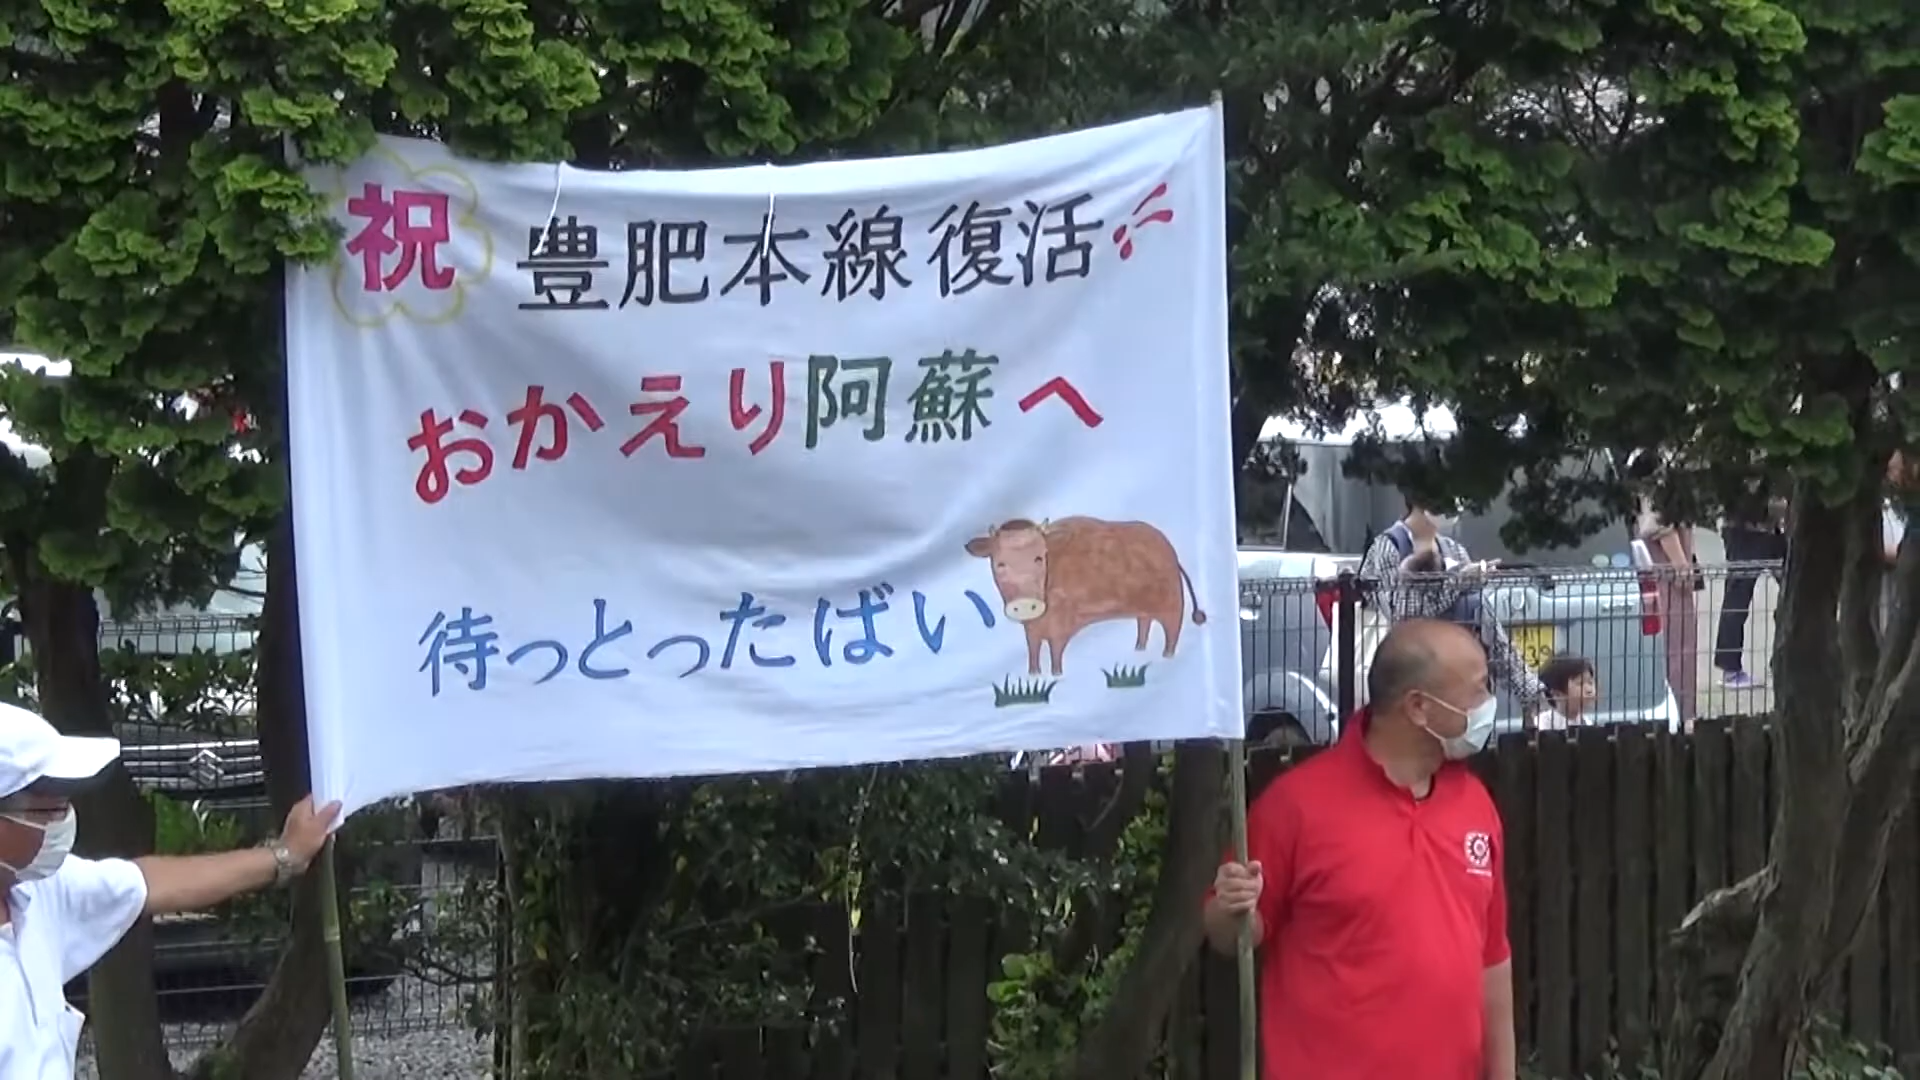 祝 豊肥本線復活
おかえり阿蘇へ
待っとったばい